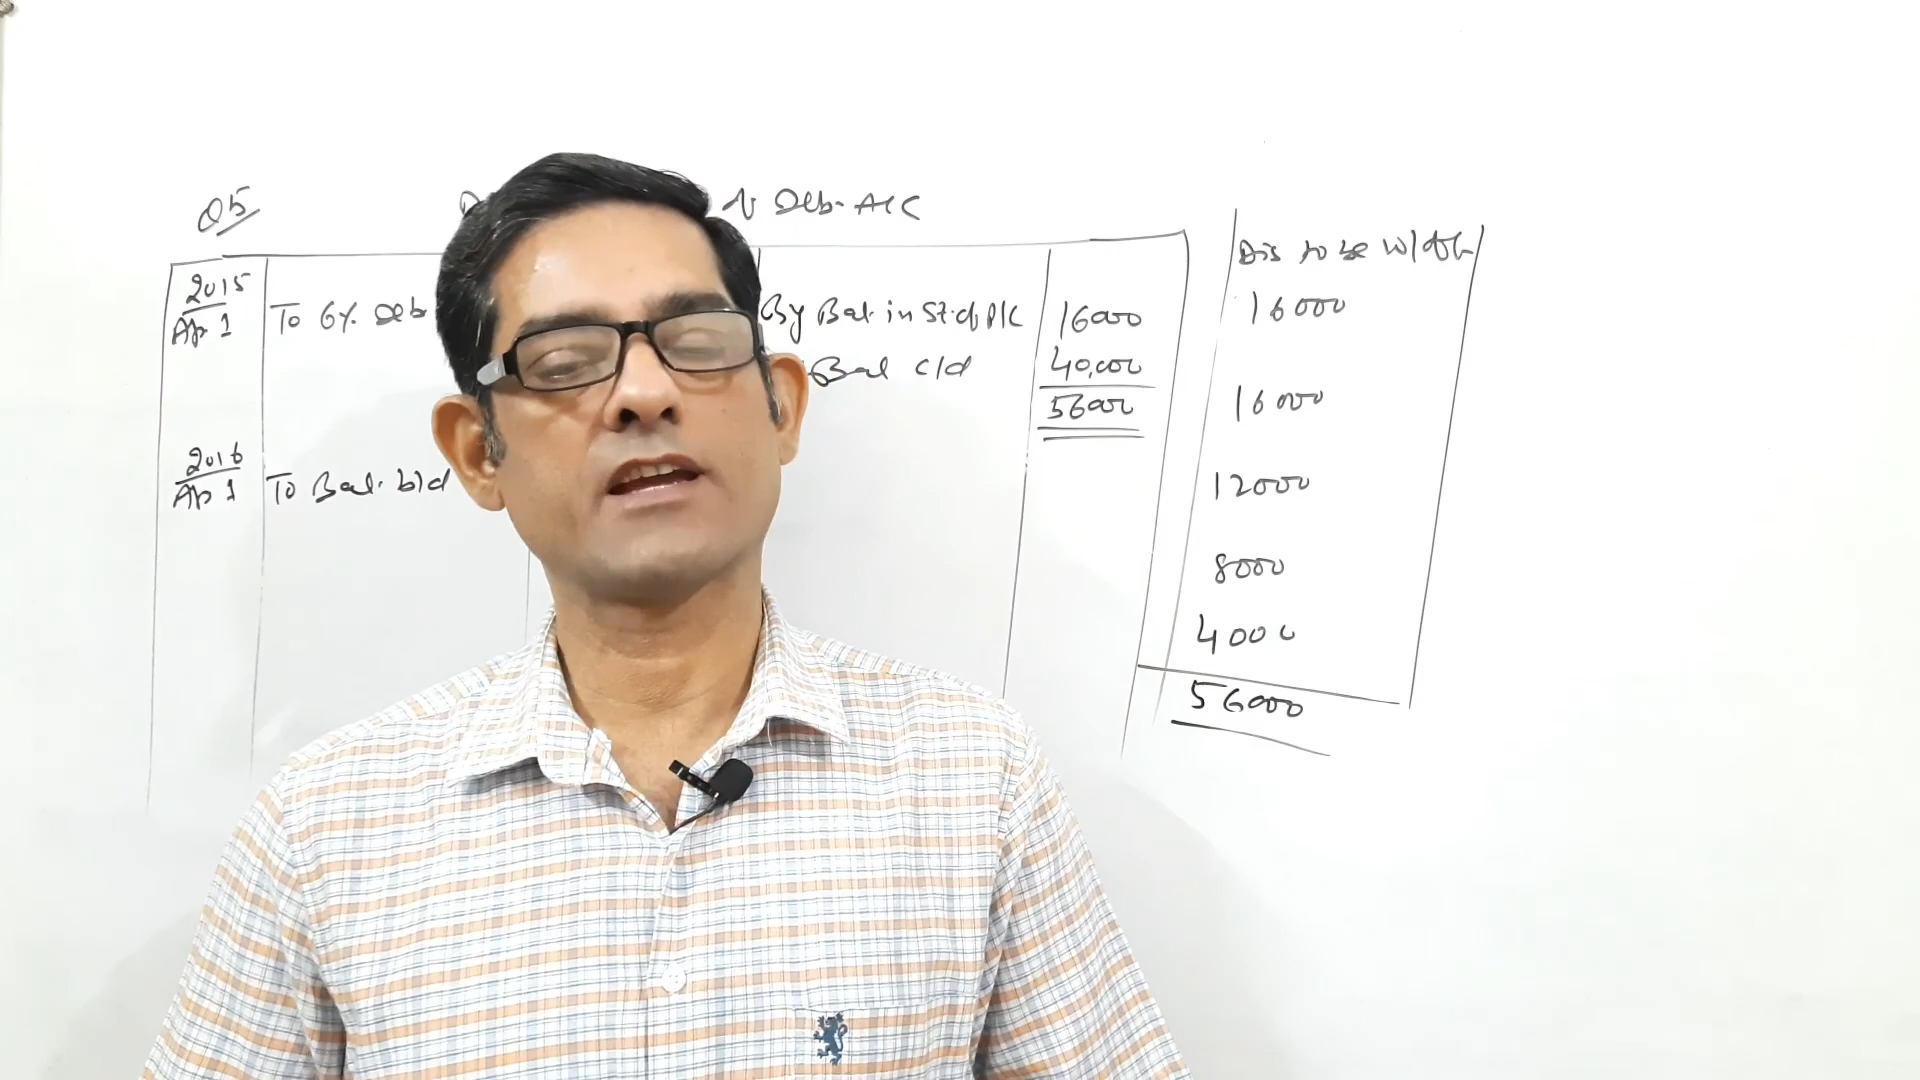 Q5
of Deb. A/C
Dis to be w/off
2015
Ap 1 To 6% Deb By Bal. in St. of P/L 16000
Bal c/d 40,000
56000
2016
Ap 1 To Bal. b/d
16000
16000
12000
8000
4000
56000